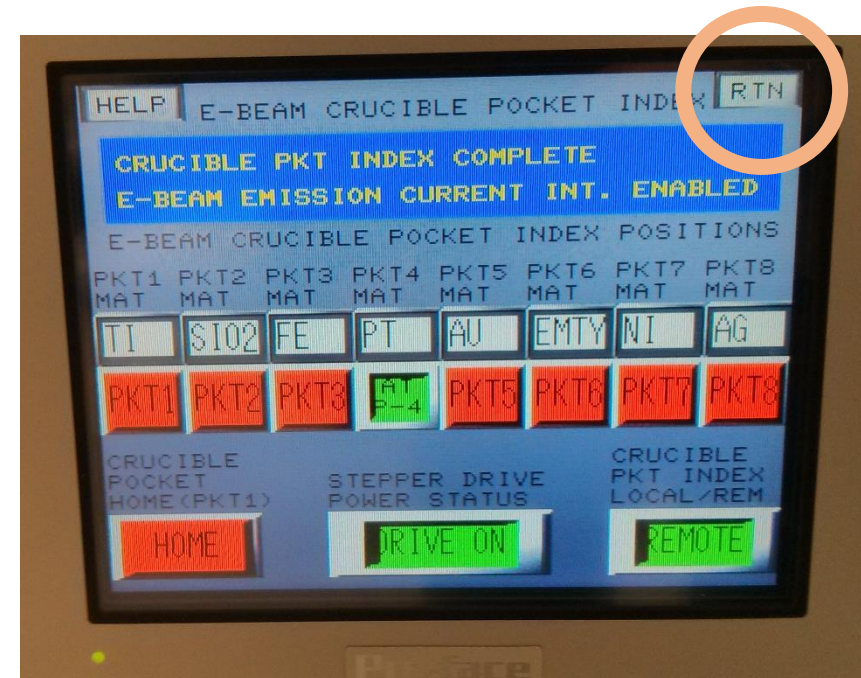 HELP E-BEAM CRUCIBLE POCKET INDEX RTN
CRUCIBLE PKT INDEX COMPLETE
E-BEAM EMISSION CURRENT INT. ENABLED
E-BEAM CRUCIBLE POCKET INDEX POSITIONS
PKT1 PKT2 PKT3 PKT4 PKT5 PKT6 PKT7 PKT8
MAT MAT MAT MAT MAT MAT MAT MAT
TI SIO2 FE PT AU EMTY NI AG
PKT1 PKT2 PKT3 AT P-4 PKT5 PKT6 PKT7 PKT8
CRUCIBLE
POCKET
HOME(PKT1)
HOME
STEPPER DRIVE
POWER STATUS
DRIVE ON
CRUCIBLE
PKT INDEX
LOCAL/REM
REMOTE